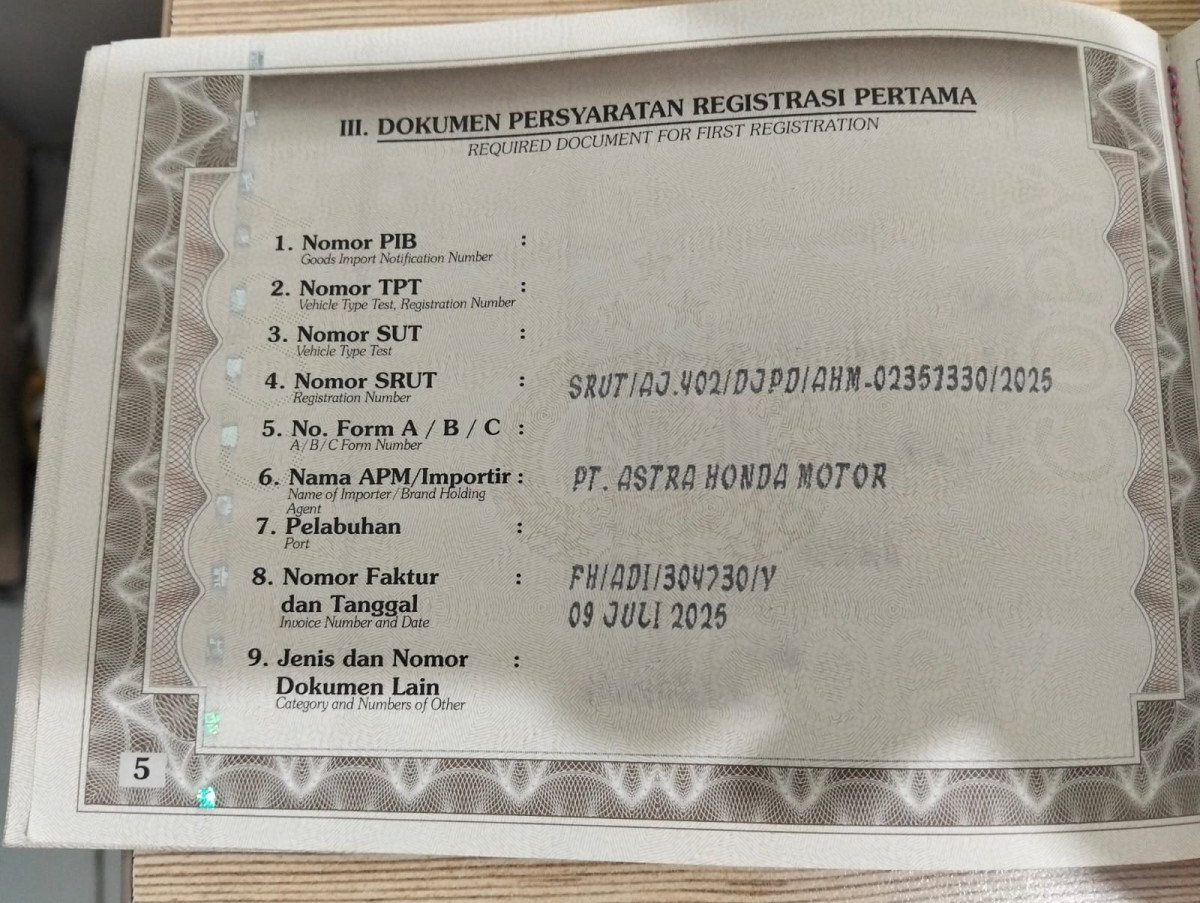 III. DOKUMEN PERSYARATAN REGISTRASI PERTAMA
REQUIRED DOCUMENT FOR FIRST REGISTRATION
1. Nomor PIB :
Goods Import Notification Number
2. Nomor TPT :
Vehicle Type Test, Registration Number
3. Nomor SUT :
Vehicle Type Test
4. Nomor SRUT : SRUT/AJ.402/DJPD/AHM-02357330/2025
Registration Number
5. No. Form A / B / C :
A / B / C Form Number
6. Nama APM/Importir : PT. ASTRA HONDA MOTOR
Name of Importer / Brand Holding
Agent
7. Pelabuhan :
Port
8. Nomor Faktur : FH/ADI/304730/Y
dan Tanggal 09 JULI 2025
Invoice Number and Date
9. Jenis dan Nomor :
Dokumen Lain
Category and Numbers of Other
5